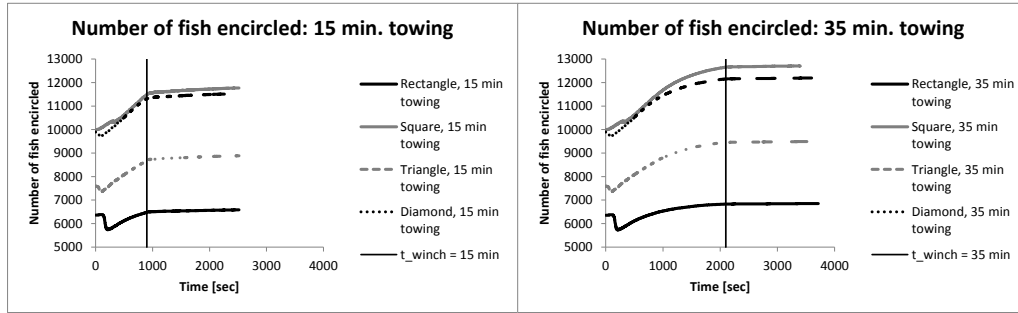 Number of fish encircled: 15 min. towing
Number of fish encircled
13000
12000
11000
10000
9000
8000
7000
6000
5000
0
1000
2000
3000
4000
Time [sec]
Rectangle, 15 min
towing
Square, 15 min
towing
Triangle, 15 min
towing
Diamond, 15 min
towing
t_winch = 15 min
Number of fish encircled: 35 min. towing
Number of fish encircled
13000
12000
11000
10000
9000
8000
7000
6000
5000
0
1000
2000
3000
4000
Time [sec]
Rectangle, 35 min
towing
Square, 35 min
towing
Triangle, 35 min
towing
Diamond, 35 min
towing
t_winch = 35 min